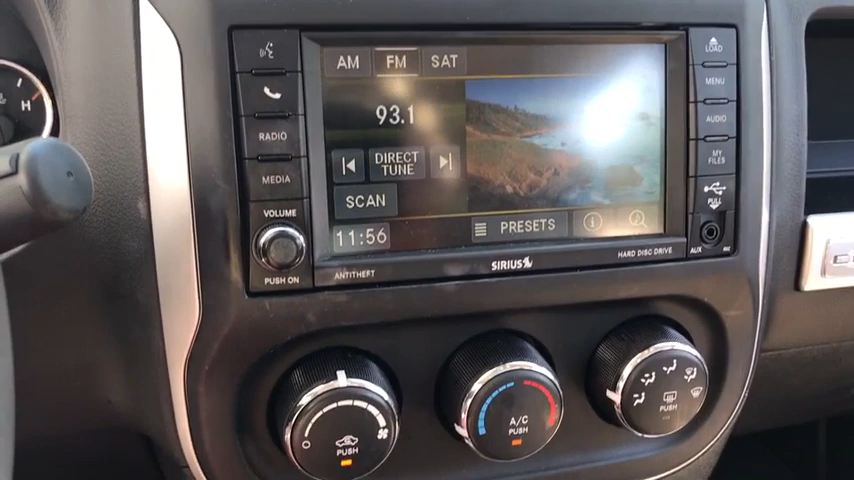 AM FM SAT
93.1
DIRECT
TUNE
SCAN
11:56
PRESETS
RADIO
MEDIA
VOLUME
PUSH ON
LOAD
MENU
AUDIO
MY
FILES
PULL
AUX
ANTITHEFT
SIRIUS
HARD DISC DRIVE
H
P
PUSH
A/C
PUSH
PUSH